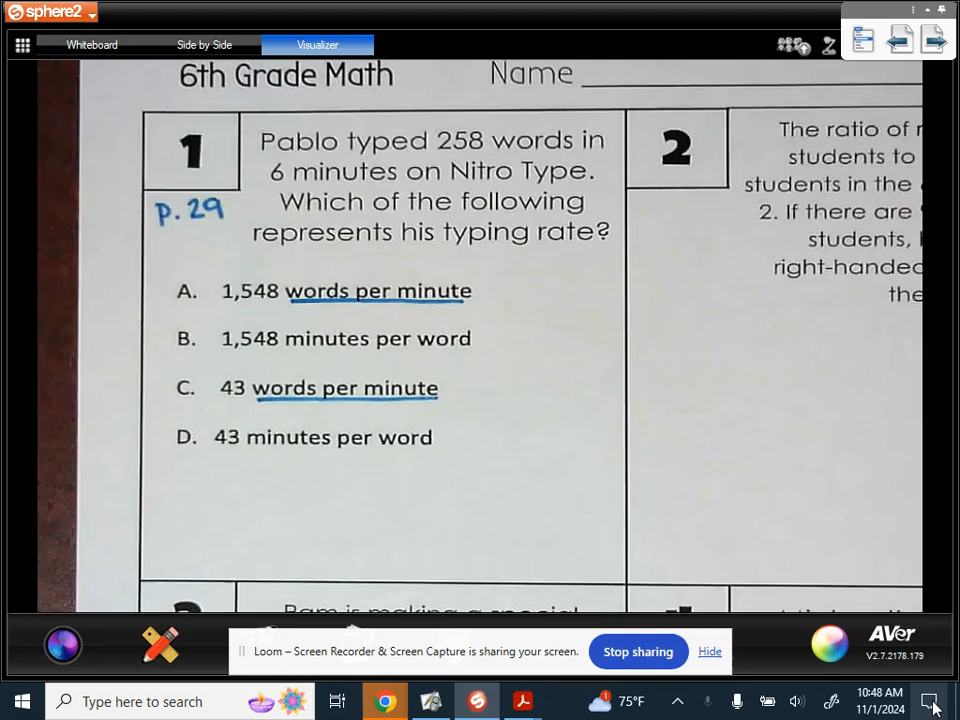 sphere2
Whiteboard
Side by Side
Visualizer
6th Grade Math
Name
1
Pablo typed 258 words in
6 minutes on Nitro Type.
Which of the following
represents his typing rate?
p. 29
A. 1,548 words per minute
B. 1,548 minutes per word
C. 43 words per minute
D. 43 minutes per word
2
The ratio of
students to
students in the
2. If there are
students,
right-handed
the
Loom – Screen Recorder & Screen Capture is sharing your screen.
Stop sharing
Hide
AVer
V2.7.2178.179
Type here to search
1
75°F
10:48 AM
11/1/2024